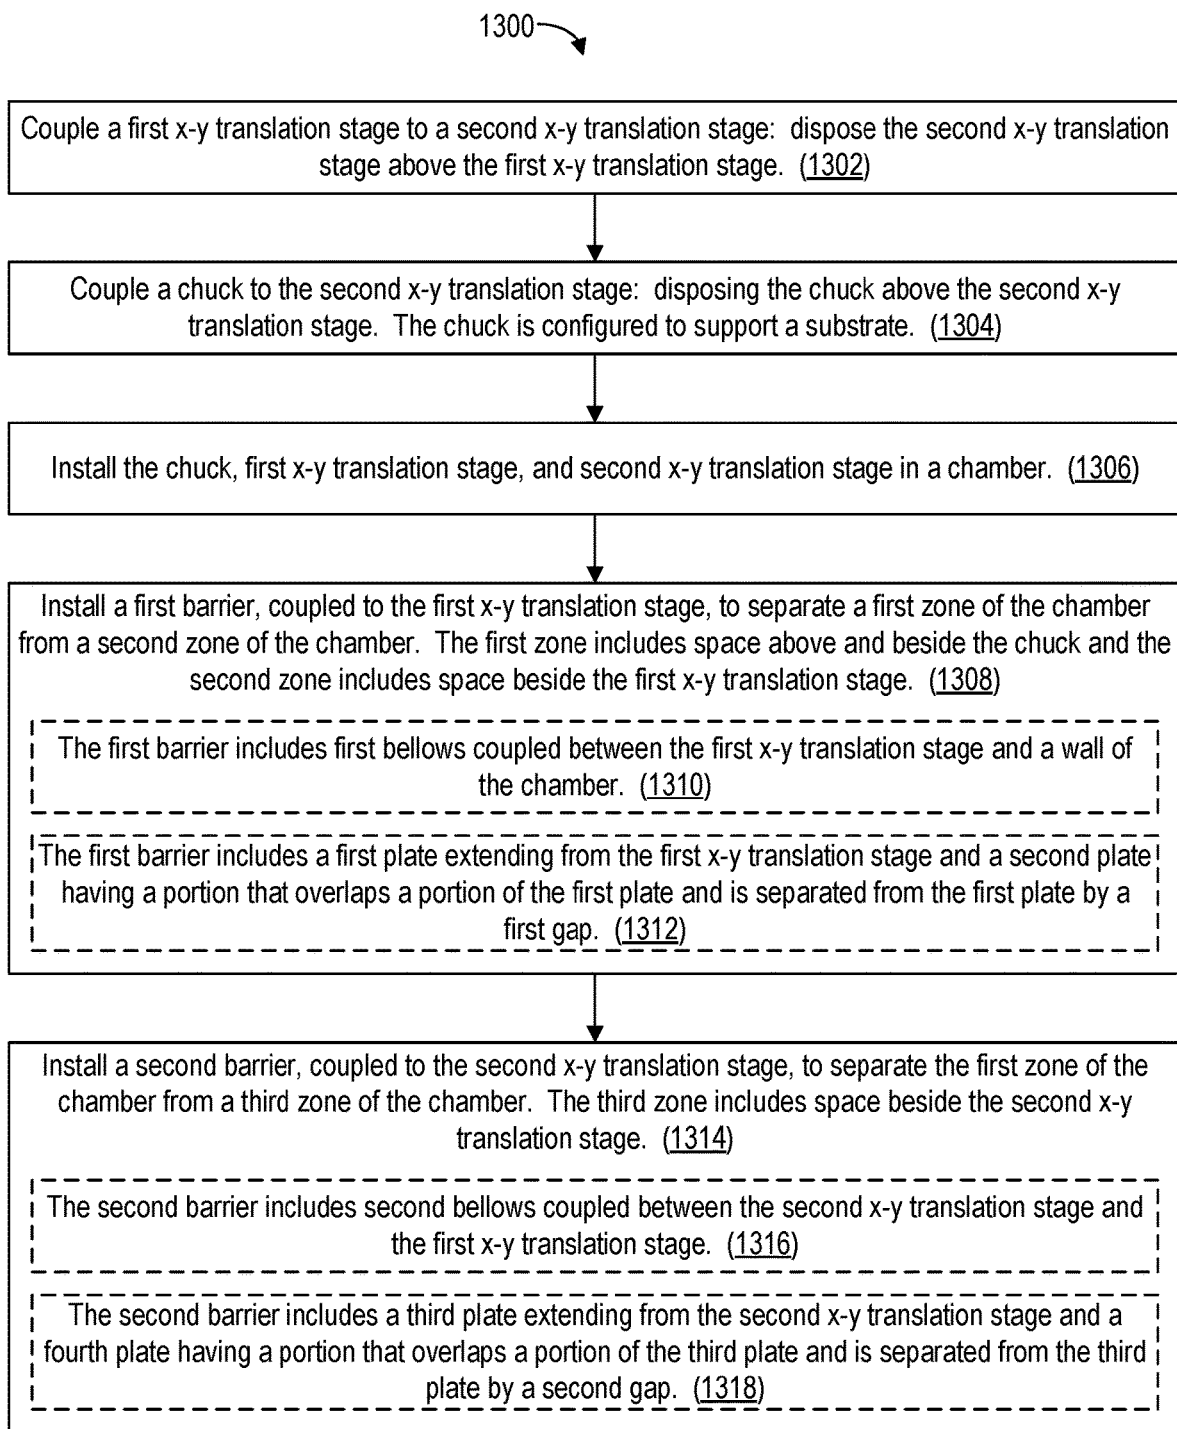 1300
Couple a first x-y translation stage to a second x-y translation stage: dispose the second x-y translation
stage above the first x-y translation stage. (1302)
Couple a chuck to the second x-y translation stage: disposing the chuck above the second x-y
translation stage. The chuck is configured to support a substrate. (1304)
Install the chuck, first x-y translation stage, and second x-y translation stage in a chamber. (1306)
Install a first barrier, coupled to the first x-y translation stage, to separate a first zone of the chamber
from a second zone of the chamber. The first zone includes space above and beside the chuck and the
second zone includes space beside the first x-y translation stage. (1308)
The first barrier includes first bellows coupled between the first x-y translation stage and a wall of
the chamber. (1310)
The first barrier includes a first plate extending from the first x-y translation stage and a second plate
having a portion that overlaps a portion of the first plate and is separated from the first plate by a
first gap. (1312)
Install a second barrier, coupled to the second x-y translation stage, to separate the first zone of the
chamber from a third zone of the chamber. The third zone includes space beside the second x-y
translation stage. (1314)
The second barrier includes second bellows coupled between the second x-y translation stage and
the first x-y translation stage. (1316)
The second barrier includes a third plate extending from the second x-y translation stage and a
fourth plate having a portion that overlaps a portion of the third plate and is separated from the third
plate by a second gap. (1318)